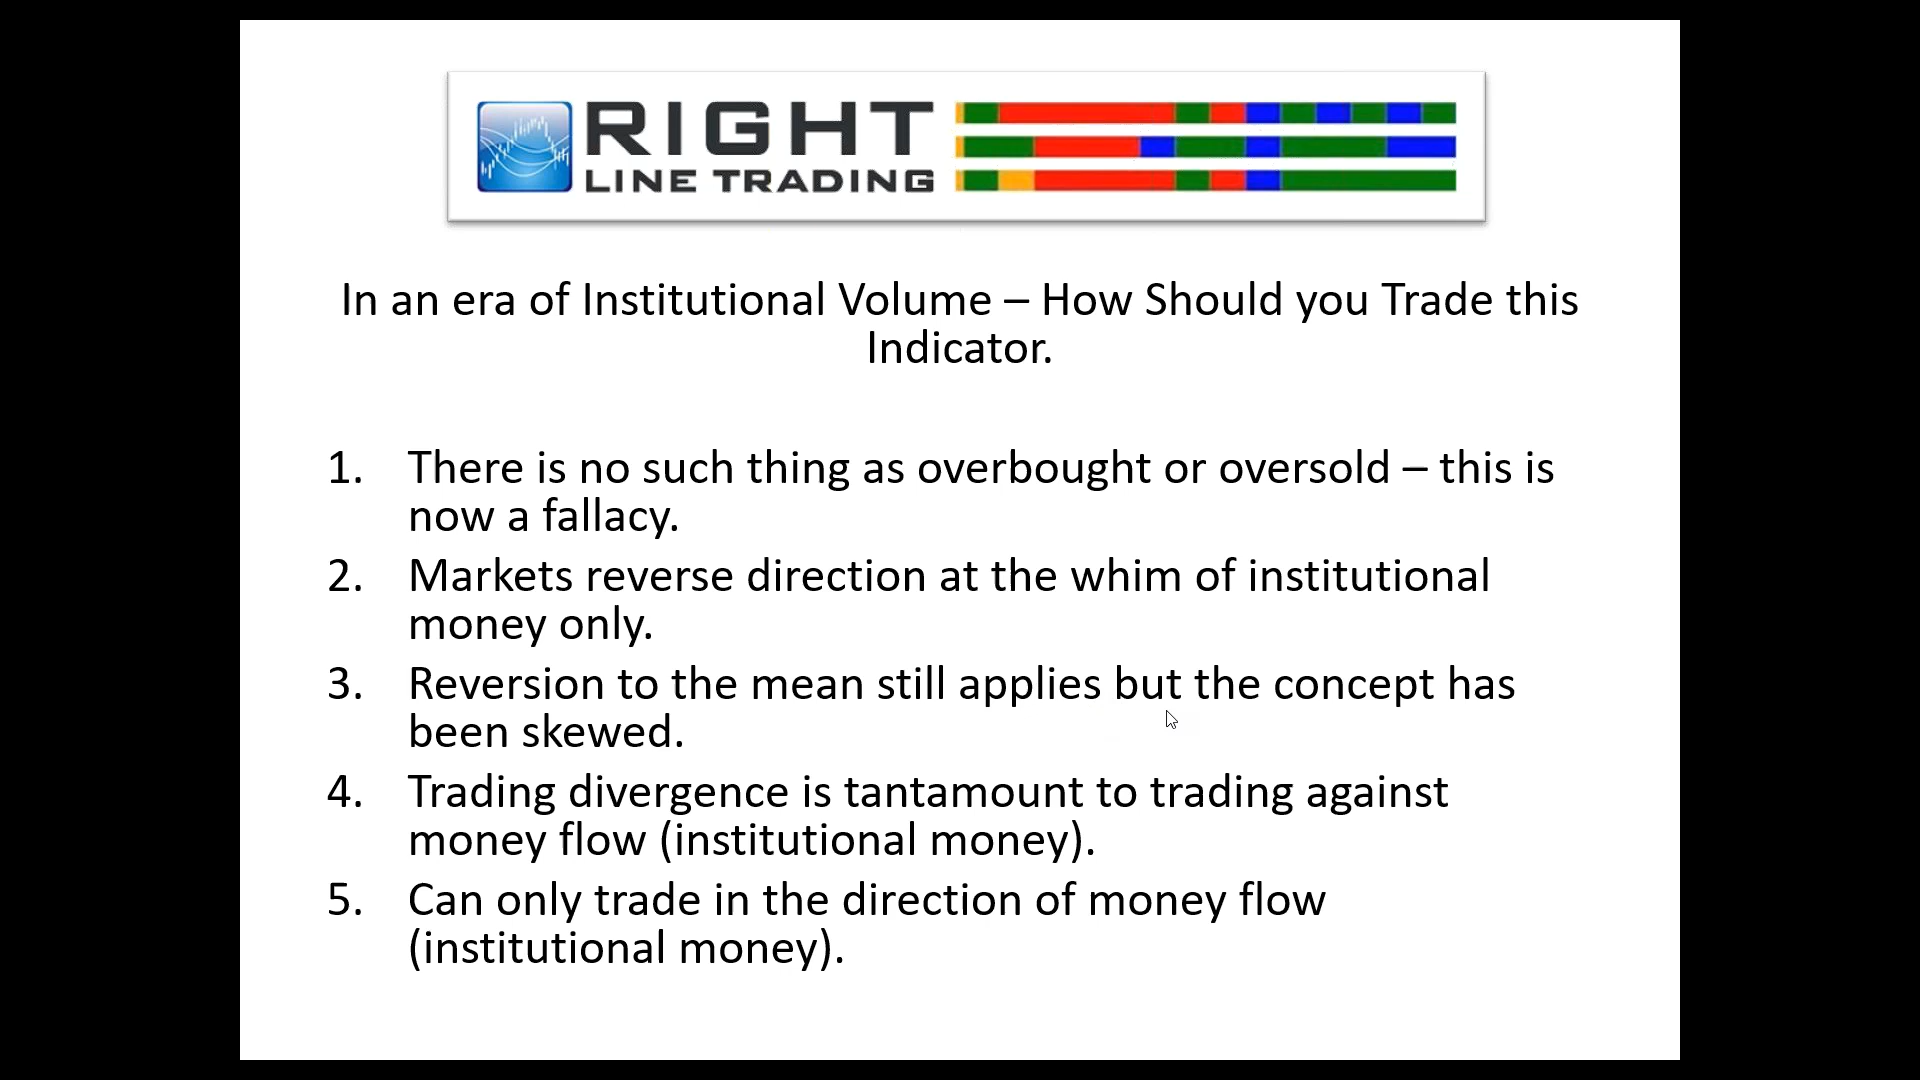 RIGHT
LINE TRADING
In an era of Institutional Volume – How Should you Trade this
Indicator.
1. There is no such thing as overbought or oversold – this is
now a fallacy.
2. Markets reverse direction at the whim of institutional
money only.
3. Reversion to the mean still applies but the concept has
been skewed.
4. Trading divergence is tantamount to trading against
money flow (institutional money).
5. Can only trade in the direction of money flow
(institutional money).